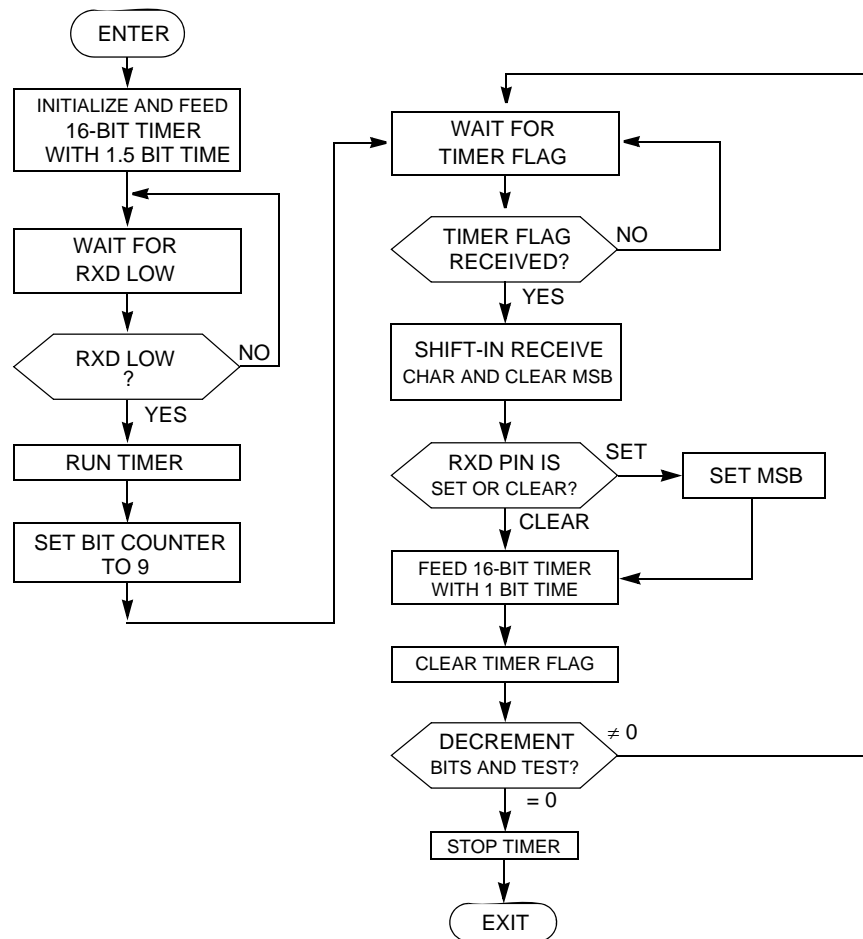 ENTER
INITIALIZE AND FEED
16-BIT TIMER
WITH 1.5 BIT TIME
WAIT FOR
RXD LOW
RXD LOW
?
NO
YES
RUN TIMER
SET BIT COUNTER
TO 9
WAIT FOR
TIMER FLAG
TIMER FLAG
RECEIVED?
NO
YES
SHIFT-IN RECEIVE
CHAR AND CLEAR MSB
RXD PIN IS
SET OR CLEAR?
SET
SET MSB
CLEAR
FEED 16-BIT TIMER
WITH 1 BIT TIME
CLEAR TIMER FLAG
DECREMENT
BITS AND TEST?
≠ 0
= 0
STOP TIMER
EXIT